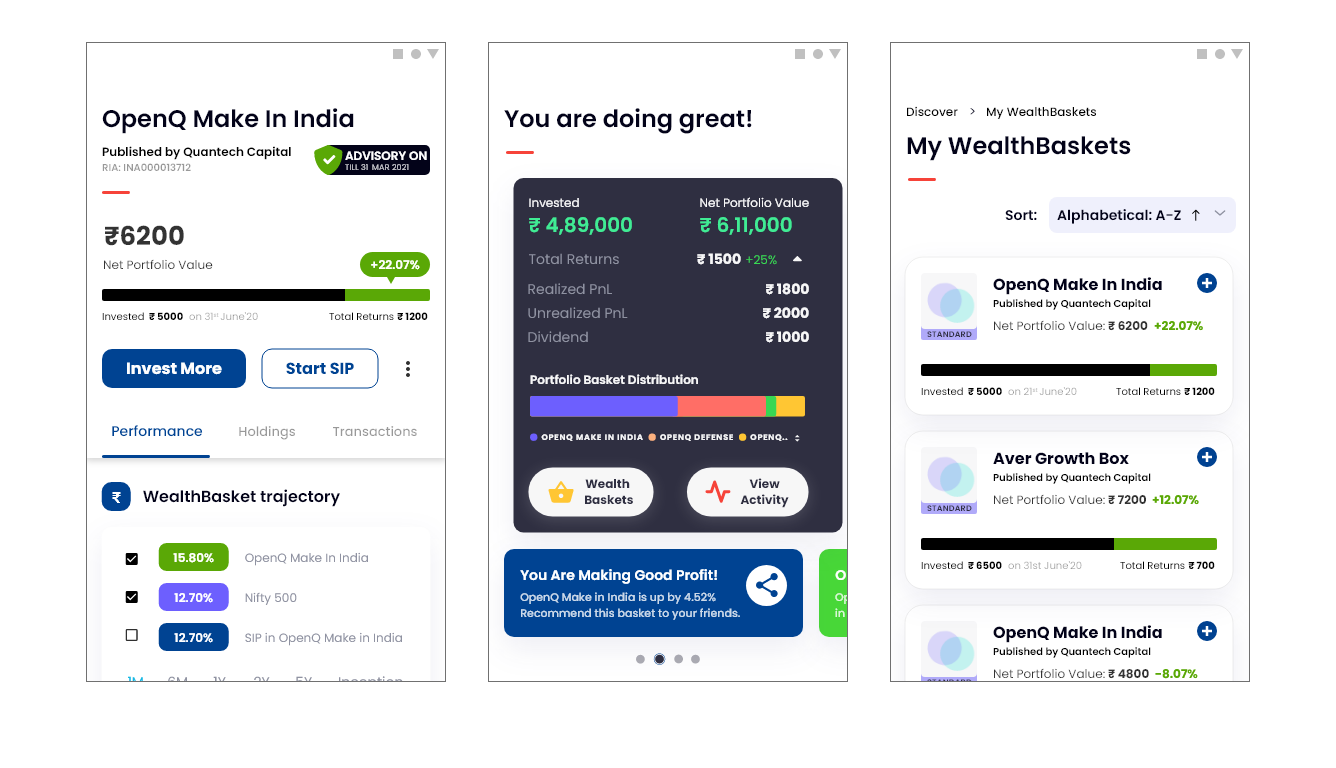 OpenQ Make In India
Published by Quantech Capital
RIA: INA000013712
ADVISORY ON
TILL 31 MAR 2021
₹6200
Net Portfolio Value
+22.07%
Invested ₹ 5000 on 31st June'20
Total Returns ₹ 1200
Invest More
Start SIP
Performance
Holdings
Transactions
₹
WealthBasket trajectory
15.80% OpenQ Make In India
12.70% Nifty 500
12.70% SIP in OpenQ Make in India
1M 6M 1Y 2Y 5Y Inception
You are doing great!
Invested
₹ 4,89,000
Net Portfolio Value
₹ 6,11,000
Total Returns ₹ 1500 +25%
Realized PnL ₹ 1800
Unrealized PnL ₹ 2000
Dividend ₹ 1000
Portfolio Basket Distribution
OPENQ MAKE IN INDIA OPENQ DEFENSE OPENQ..
Wealth
Baskets
View
Activity
You Are Making Good Profit!
OpenQ Make in India is up by 4.52%
Recommend this basket to your friends.
O
Op
in
Discover > My WealthBaskets
My WealthBaskets
Sort: Alphabetical: A-Z ↑
OpenQ Make In India
Published by Quantech Capital
Net Portfolio Value: ₹ 6200 +22.07%
STANDARD
Invested ₹ 5000 on 21st June'20
Total Returns ₹ 1200
Aver Growth Box
Published by Quantech Capital
Net Portfolio Value: ₹ 7200 +12.07%
STANDARD
Invested ₹ 6500 on 31st June'20
Total Returns ₹ 700
OpenQ Make In India
Published by Quantech Capital
Net Portfolio Value: ₹ 4800 -8.07%
STANDARD